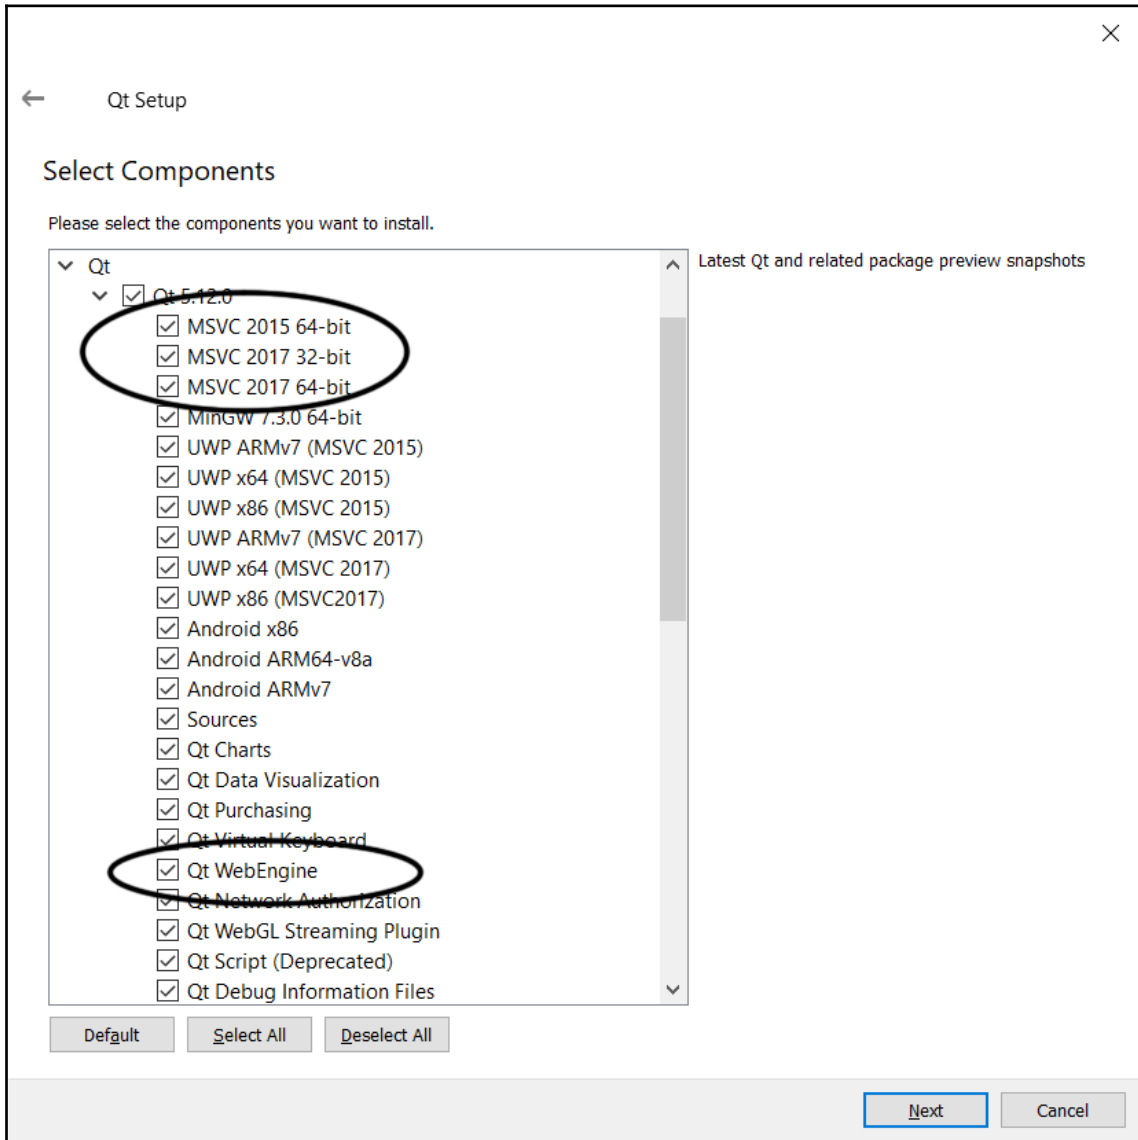 Qt Setup
Select Components
Please select the components you want to install.
Qt
Latest Qt and related package preview snapshots
Qt 5.12.0
MSVC 2015 64-bit
MSVC 2017 32-bit
MSVC 2017 64-bit
MinGW 7.3.0 64-bit
UWP ARMv7 (MSVC 2015)
UWP x64 (MSVC 2015)
UWP x86 (MSVC 2015)
UWP ARMv7 (MSVC 2017)
UWP x64 (MSVC 2017)
UWP x86 (MSVC2017)
Android x86
Android ARM64-v8a
Android ARMv7
Sources
Qt Charts
Qt Data Visualization
Qt Purchasing
Qt Virtual Keyboard
Qt WebEngine
Qt Network Authorization
Qt WebGL Streaming Plugin
Qt Script (Deprecated)
Qt Debug Information Files
Default Select All Deselect All
Next Cancel